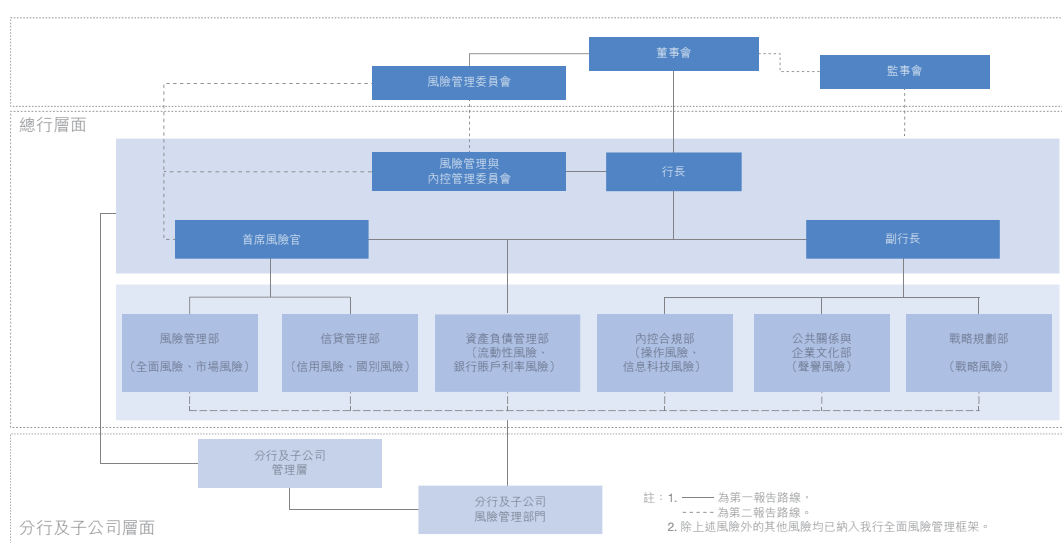 董事會
風險管理委員會
監事會
總行層面
風險管理與
內控管理委員會
行長
首席風險官
副行長
風險管理部
（全面風險、市場風險）
信貸管理部
（信用風險、國別風險）
資產負債管理部
（流動性風險、
銀行賬戶利率風險）
內控合規部
（操作風險、
信息科技風險）
公共關係與
企業文化部
（聲譽風險）
戰略規劃部
（戰略風險）
分行及子公司
管理層
分行及子公司
風險管理部門
分行及子公司層面
註：1. —— 為第一報告路線，
----- 為第二報告路線。
2. 除上述風險外的其他風險均已納入我行全面風險管理框架。